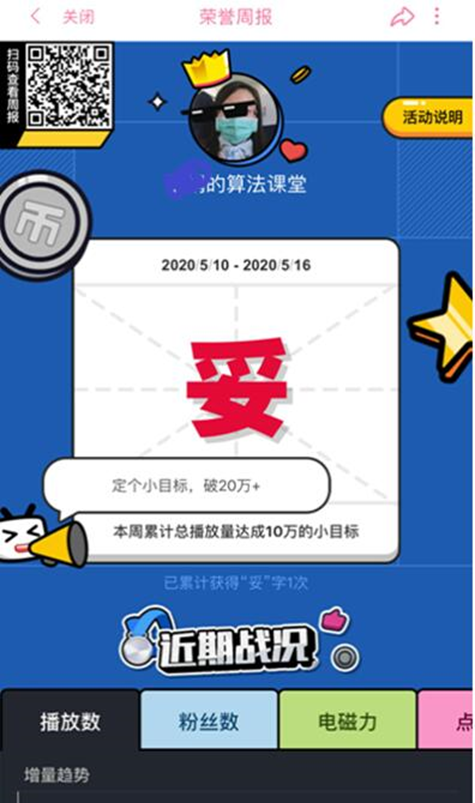 关闭
荣誉周报
扫码查看周报
活动说明
的算法课堂
2020/5/10 - 2020/5/16
币
妥
定个小目标，破20万+
本周累计总播放量达成10万的小目标
已累计获得“妥”字1次
近期战况
播放数
粉丝数
电磁力
点
增量趋势